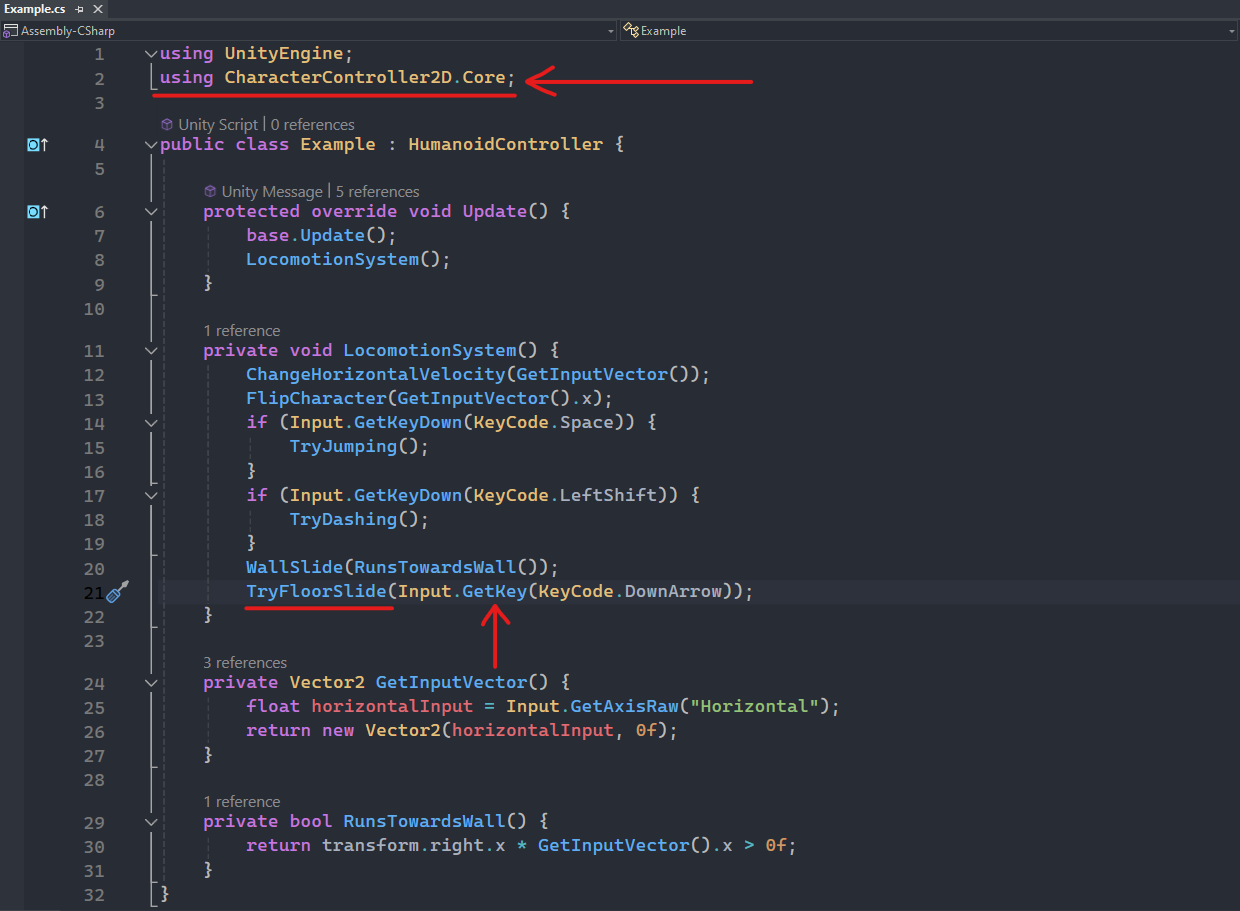 Example.cs
Assembly-CSharp Example
1 using UnityEngine;
2 using CharacterController2D.Core;
3
Unity Script | 0 references
4 public class Example : HumanoidController {
5
Unity Message | 5 references
6 protected override void Update() {
7 base.Update();
8 LocomotionSystem();
9 }
10
1 reference
11 private void LocomotionSystem() {
12 ChangeHorizontalVelocity(GetInputVector());
13 FlipCharacter(GetInputVector().x);
14 if (Input.GetKeyDown(KeyCode.Space)) {
15 TryJumping();
16 }
17 if (Input.GetKeyDown(KeyCode.LeftShift)) {
18 TryDashing();
19 }
20 WallSlide(RunsTowardsWall());
21 TryFloorSlide(Input.GetKey(KeyCode.DownArrow));
22 }
23
3 references
24 private Vector2 GetInputVector() {
25 float horizontalInput = Input.GetAxisRaw("Horizontal");
26 return new Vector2(horizontalInput, 0f);
27 }
28
1 reference
29 private bool RunsTowardsWall() {
30 return transform.right.x * GetInputVector().x > 0f;
31 }
32 }